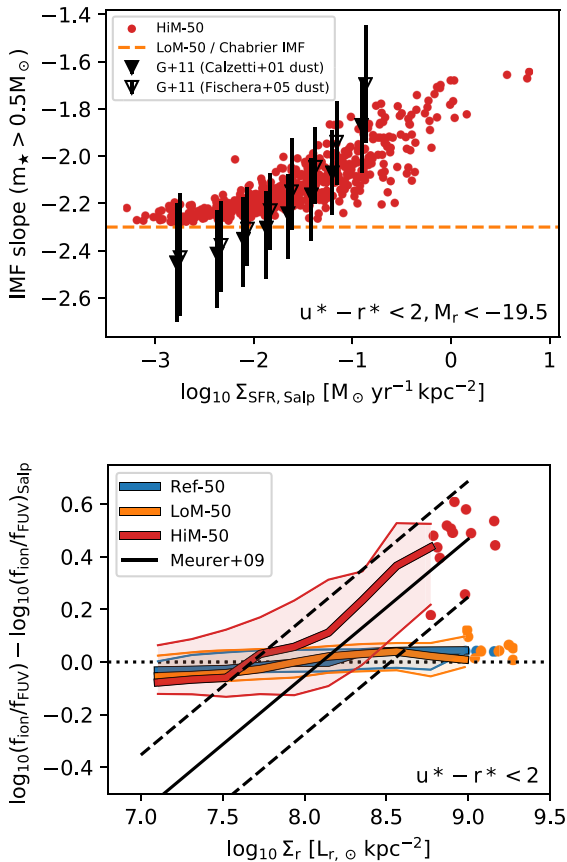 HiM-50
LoM-50 / Chabrier IMF
G+11 (Calzetti+01 dust)
G+11 (Fischera+05 dust)
−1.4
−1.6
−1.8
−2.0
−2.2
−2.4
−2.6
IMF slope (m★ > 0.5M⊙)
u* − r* < 2, Mr < −19.5
−3 −2 −1 0 1
log10 ΣSFR, Salp [M⊙ yr−1 kpc−2]
Ref-50
LoM-50
HiM-50
Meurer+09
0.6
0.4
0.2
0.0
−0.2
−0.4
log10(fion/fFUV) − log10(fion/fFUV)Salp
u* − r* < 2
7.0 7.5 8.0 8.5 9.0 9.5
log10 Σr [Lr, ⊙ kpc−2]